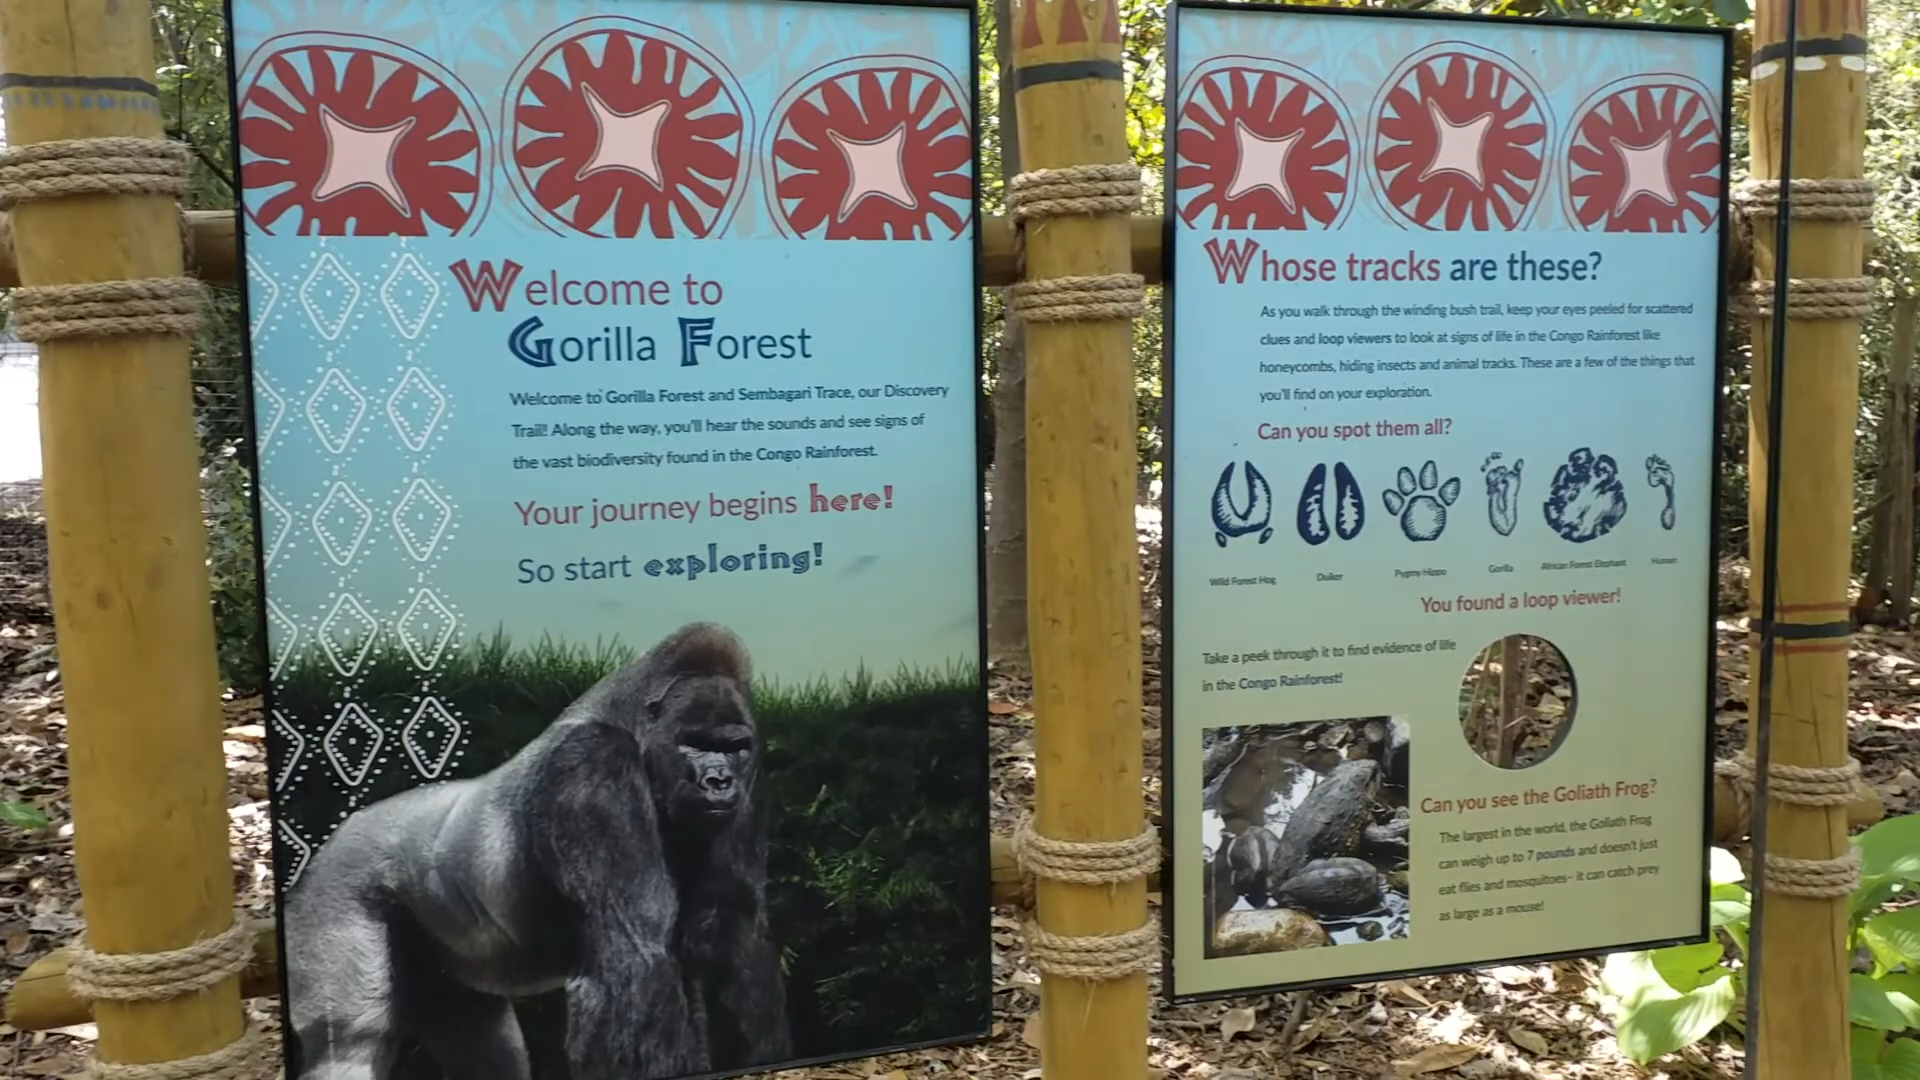 Welcome to
Gorilla Forest
Welcome to Gorilla Forest and Sembagari Trace, our Discovery
Trail! Along the way, you'll hear the sounds and see signs of
the vast biodiversity found in the Congo Rainforest.
Your journey begins here!
So start exploring!
Whose tracks are these?
As you walk through the winding bush trail, keep your eyes peeled for scattered
clues and loop viewers to look at signs of life in the Congo Rainforest like
honeycombs, hiding insects and animal tracks. These are a few of the things that
you'll find on your exploration.
Can you spot them all?
Wild Forest Hog
Duiker
Pygmy Hippo
Gorilla
African Forest Elephant
Human
You found a loop viewer!
Take a peek through it to find evidence of life
in the Congo Rainforest!
Can you see the Goliath Frog?
The largest in the world, the Goliath Frog
can weigh up to 7 pounds and doesn't just
eat flies and mosquitoes- it can catch prey
as large as a mouse!